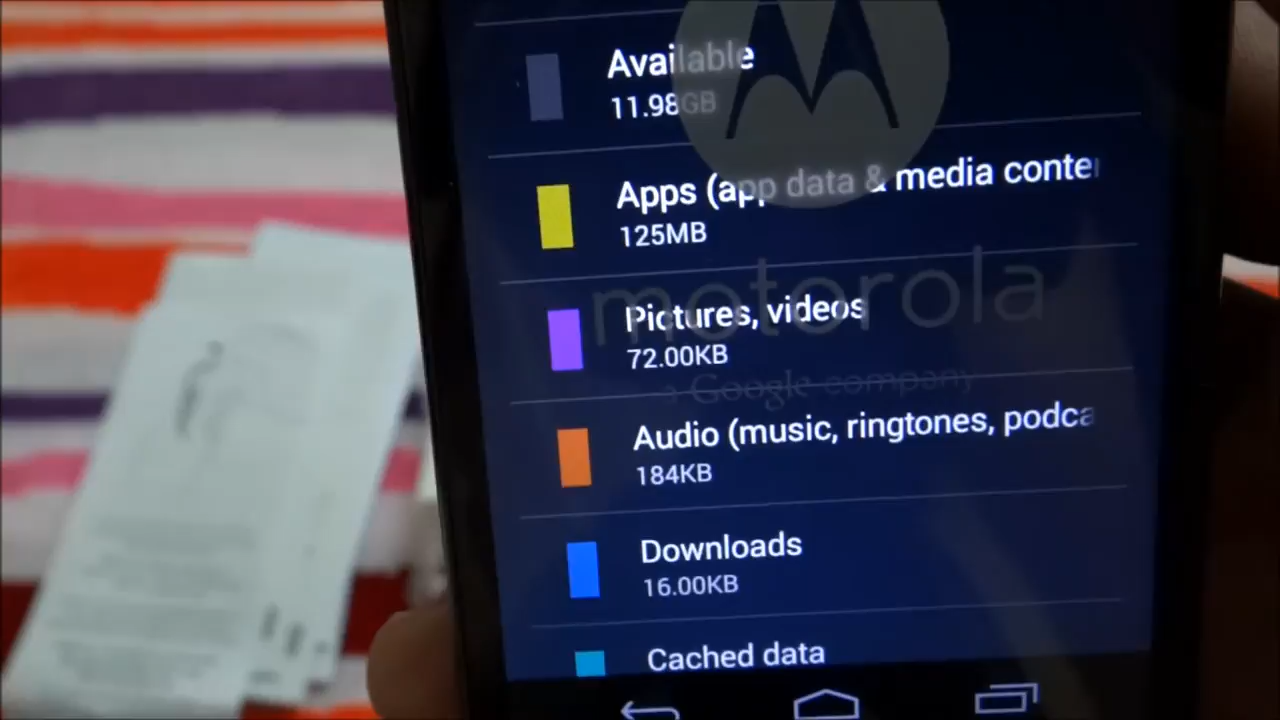 Available
11.98GB
Apps (app data & media conte
125MB
motorola
Pictures, videos
72.00KB
a Google company
Audio (music, ringtones, podca
184KB
Downloads
16.00KB
Cached data